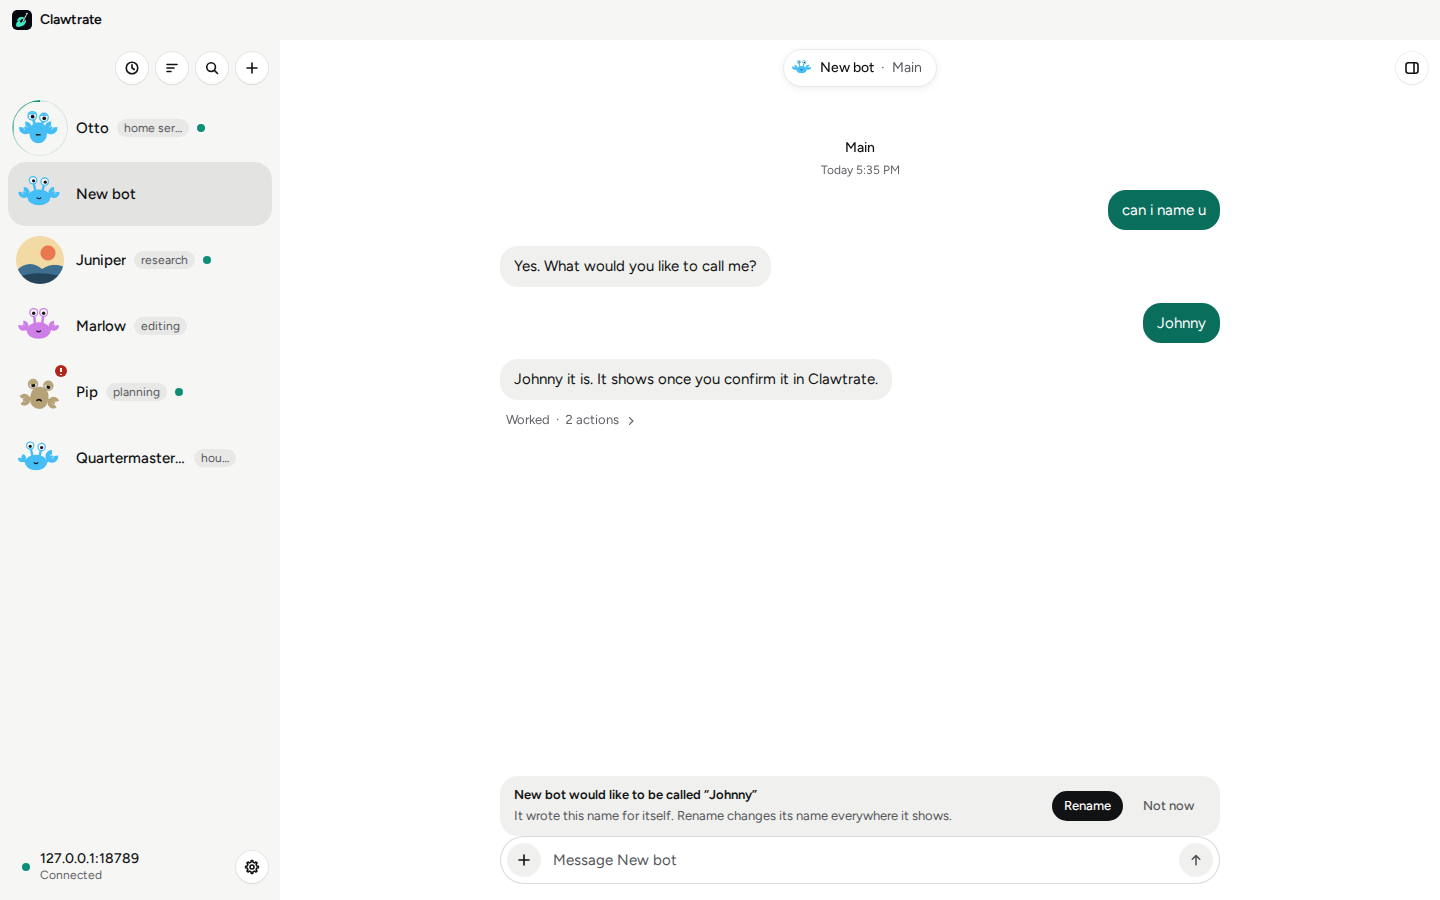 Clawtrate
New bot · Main
Otto home ser...
New bot
Juniper research
Marlow editing
Pip planning
Quartermaster... hou...
127.0.0.1:18789
Connected
Main
Today 5:35 PM
can i name u
Yes. What would you like to call me?
Johnny
Johnny it is. It shows once you confirm it in Clawtrate.
Worked · 2 actions
New bot would like to be called “Johnny”
It wrote this name for itself. Rename changes its name everywhere it shows.
Rename
Not now
Message New bot